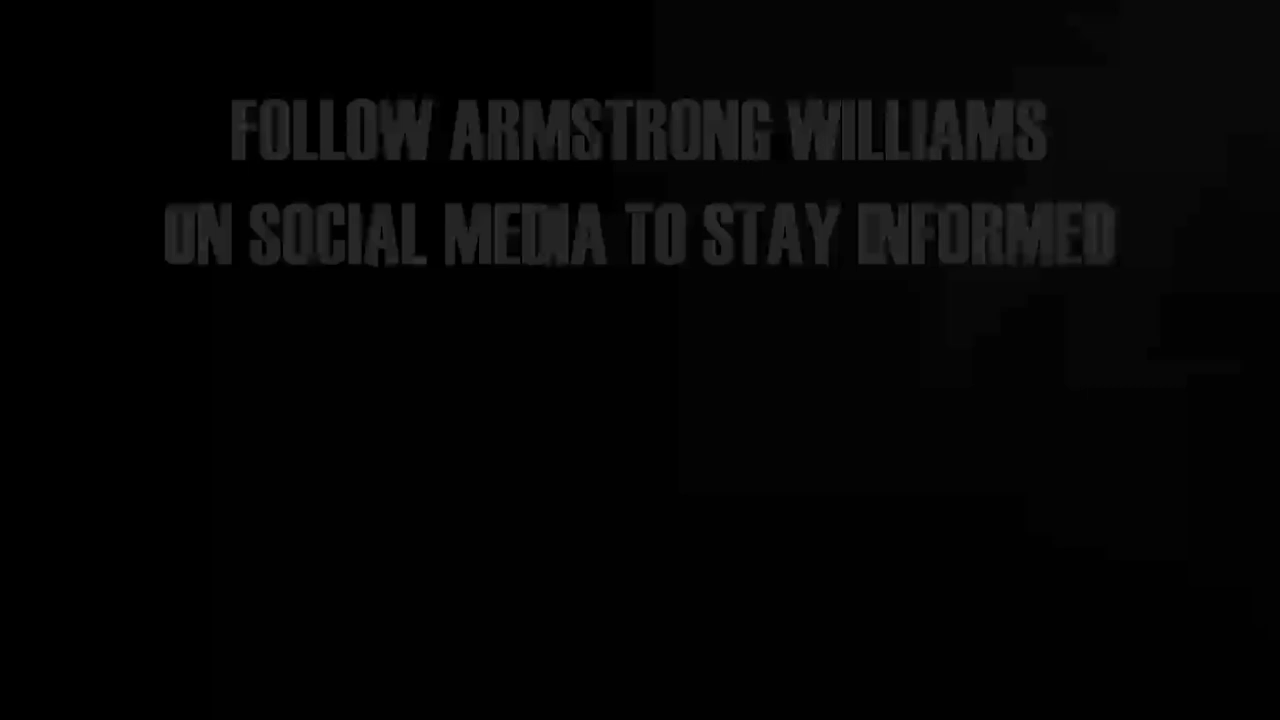 FOLLOW ARMSTRONG WILLIAMS
ON SOCIAL MEDIA TO STAY INFORMED